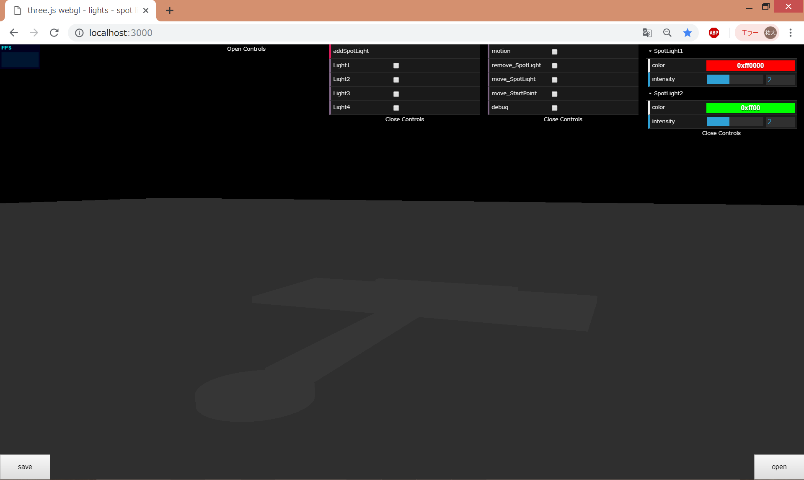 three.js webgl - lights - spot l
localhost:3000
ABP
エラー
FPS
Open Controls
addSpotLight
Light1
Light2
Light3
Light4
Close Controls
motion
remove_SpotLight
move_SpotLight
move_StartPoint
debug
Close Controls
SpotLight1
color 0xff0000
intensity 2
SpotLight2
color 0xff00
intensity 2
Close Controls
save
open